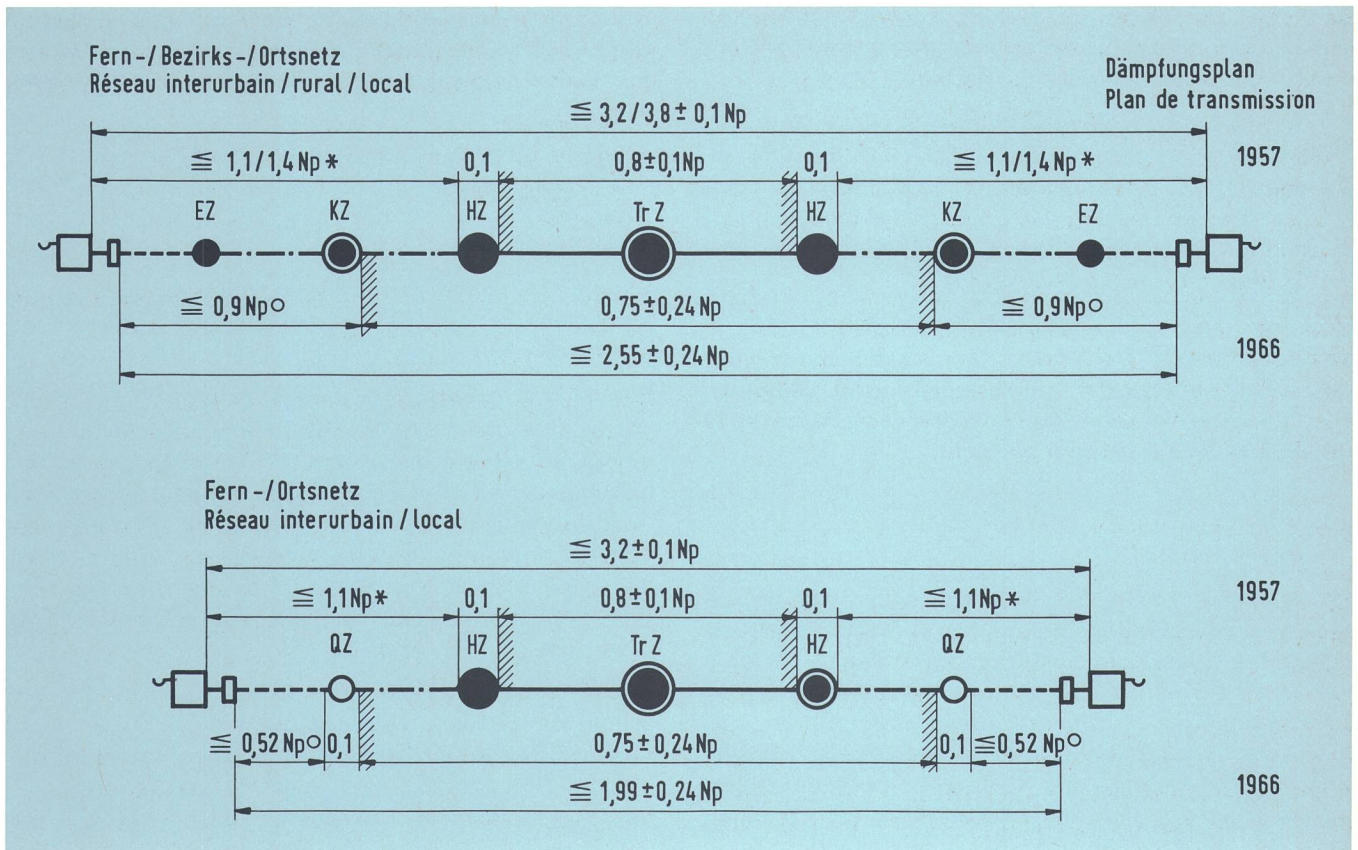 Fern-/Bezirks-/Ortsnetz
Réseau interurbain/rural/local
Dämpfungsplan
Plan de transmission
≦ 3,2/3,8 ± 0,1 Np
1957
≦ 1,1/1,4 Np *
0,1
0,8 ± 0,1 Np
0,1
≦ 1,1/1,4 Np *
EZ
KZ
HZ
Tr Z
HZ
KZ
EZ
≦ 0,9 Np○
0,75 ± 0,24 Np
≦ 0,9 Np○
≦ 2,55 ± 0,24 Np
1966
Fern-/Ortsnetz
Réseau interurbain/local
≦ 3,2 ± 0,1 Np
1957
≦ 1,1 Np *
0,1
0,8 ± 0,1 Np
0,1
≦ 1,1 Np *
QZ
HZ
Tr Z
HZ
QZ
≦ 0,52 Np○
0,1
0,75 ± 0,24 Np
0,1
≦ 0,52 Np○
≦ 1,99 ± 0,24 Np
1966